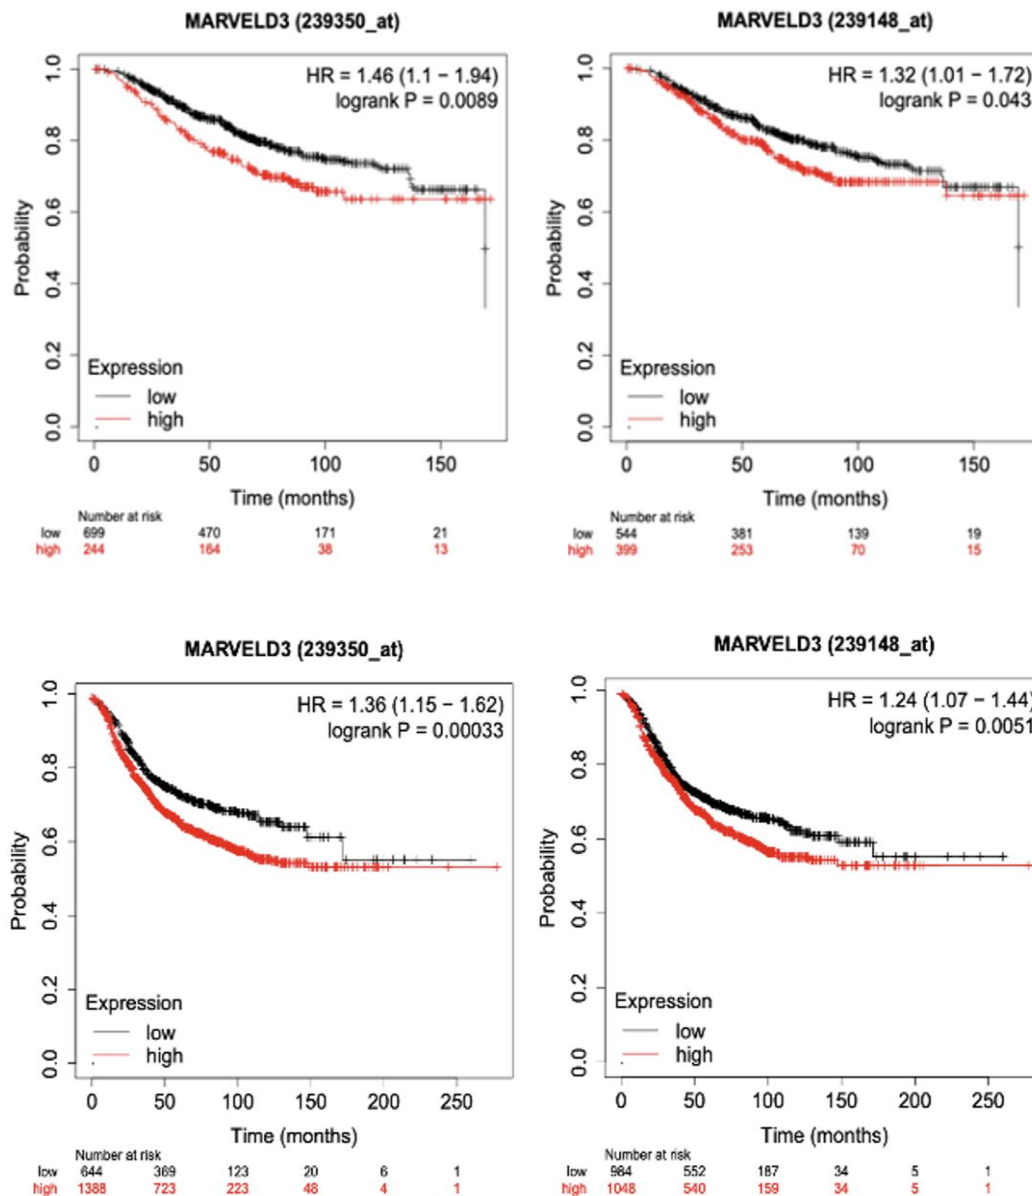 MARVELD3 (239350_at)
HR = 1.46 (1.1 − 1.94)
logrank P = 0.0089
Probability
1.0
0.8
0.6
0.4
0.2
0.0
Expression
low
high
0 50 100 150
Time (months)
Number at risk
low 699 470 171 21
high 244 164 38 13
MARVELD3 (239148_at)
HR = 1.32 (1.01 − 1.72)
logrank P = 0.043
Probability
1.0
0.8
0.6
0.4
0.2
0.0
Expression
low
high
0 50 100 150
Time (months)
Number at risk
low 544 381 139 19
high 399 253 70 15
MARVELD3 (239350_at)
HR = 1.36 (1.15 − 1.62)
logrank P = 0.00033
Probability
1.0
0.8
0.6
0.4
0.2
0.0
Expression
low
high
0 50 100 150 200 250
Time (months)
Number at risk
low 644 369 123 20 6 1
high 1388 723 223 48 4 1
MARVELD3 (239148_at)
HR = 1.24 (1.07 − 1.44)
logrank P = 0.0051
Probability
1.0
0.8
0.6
0.4
0.2
0.0
Expression
low
high
0 50 100 150 200 250
Time (months)
Number at risk
low 984 552 187 34 5 1
high 1048 540 159 34 5 1